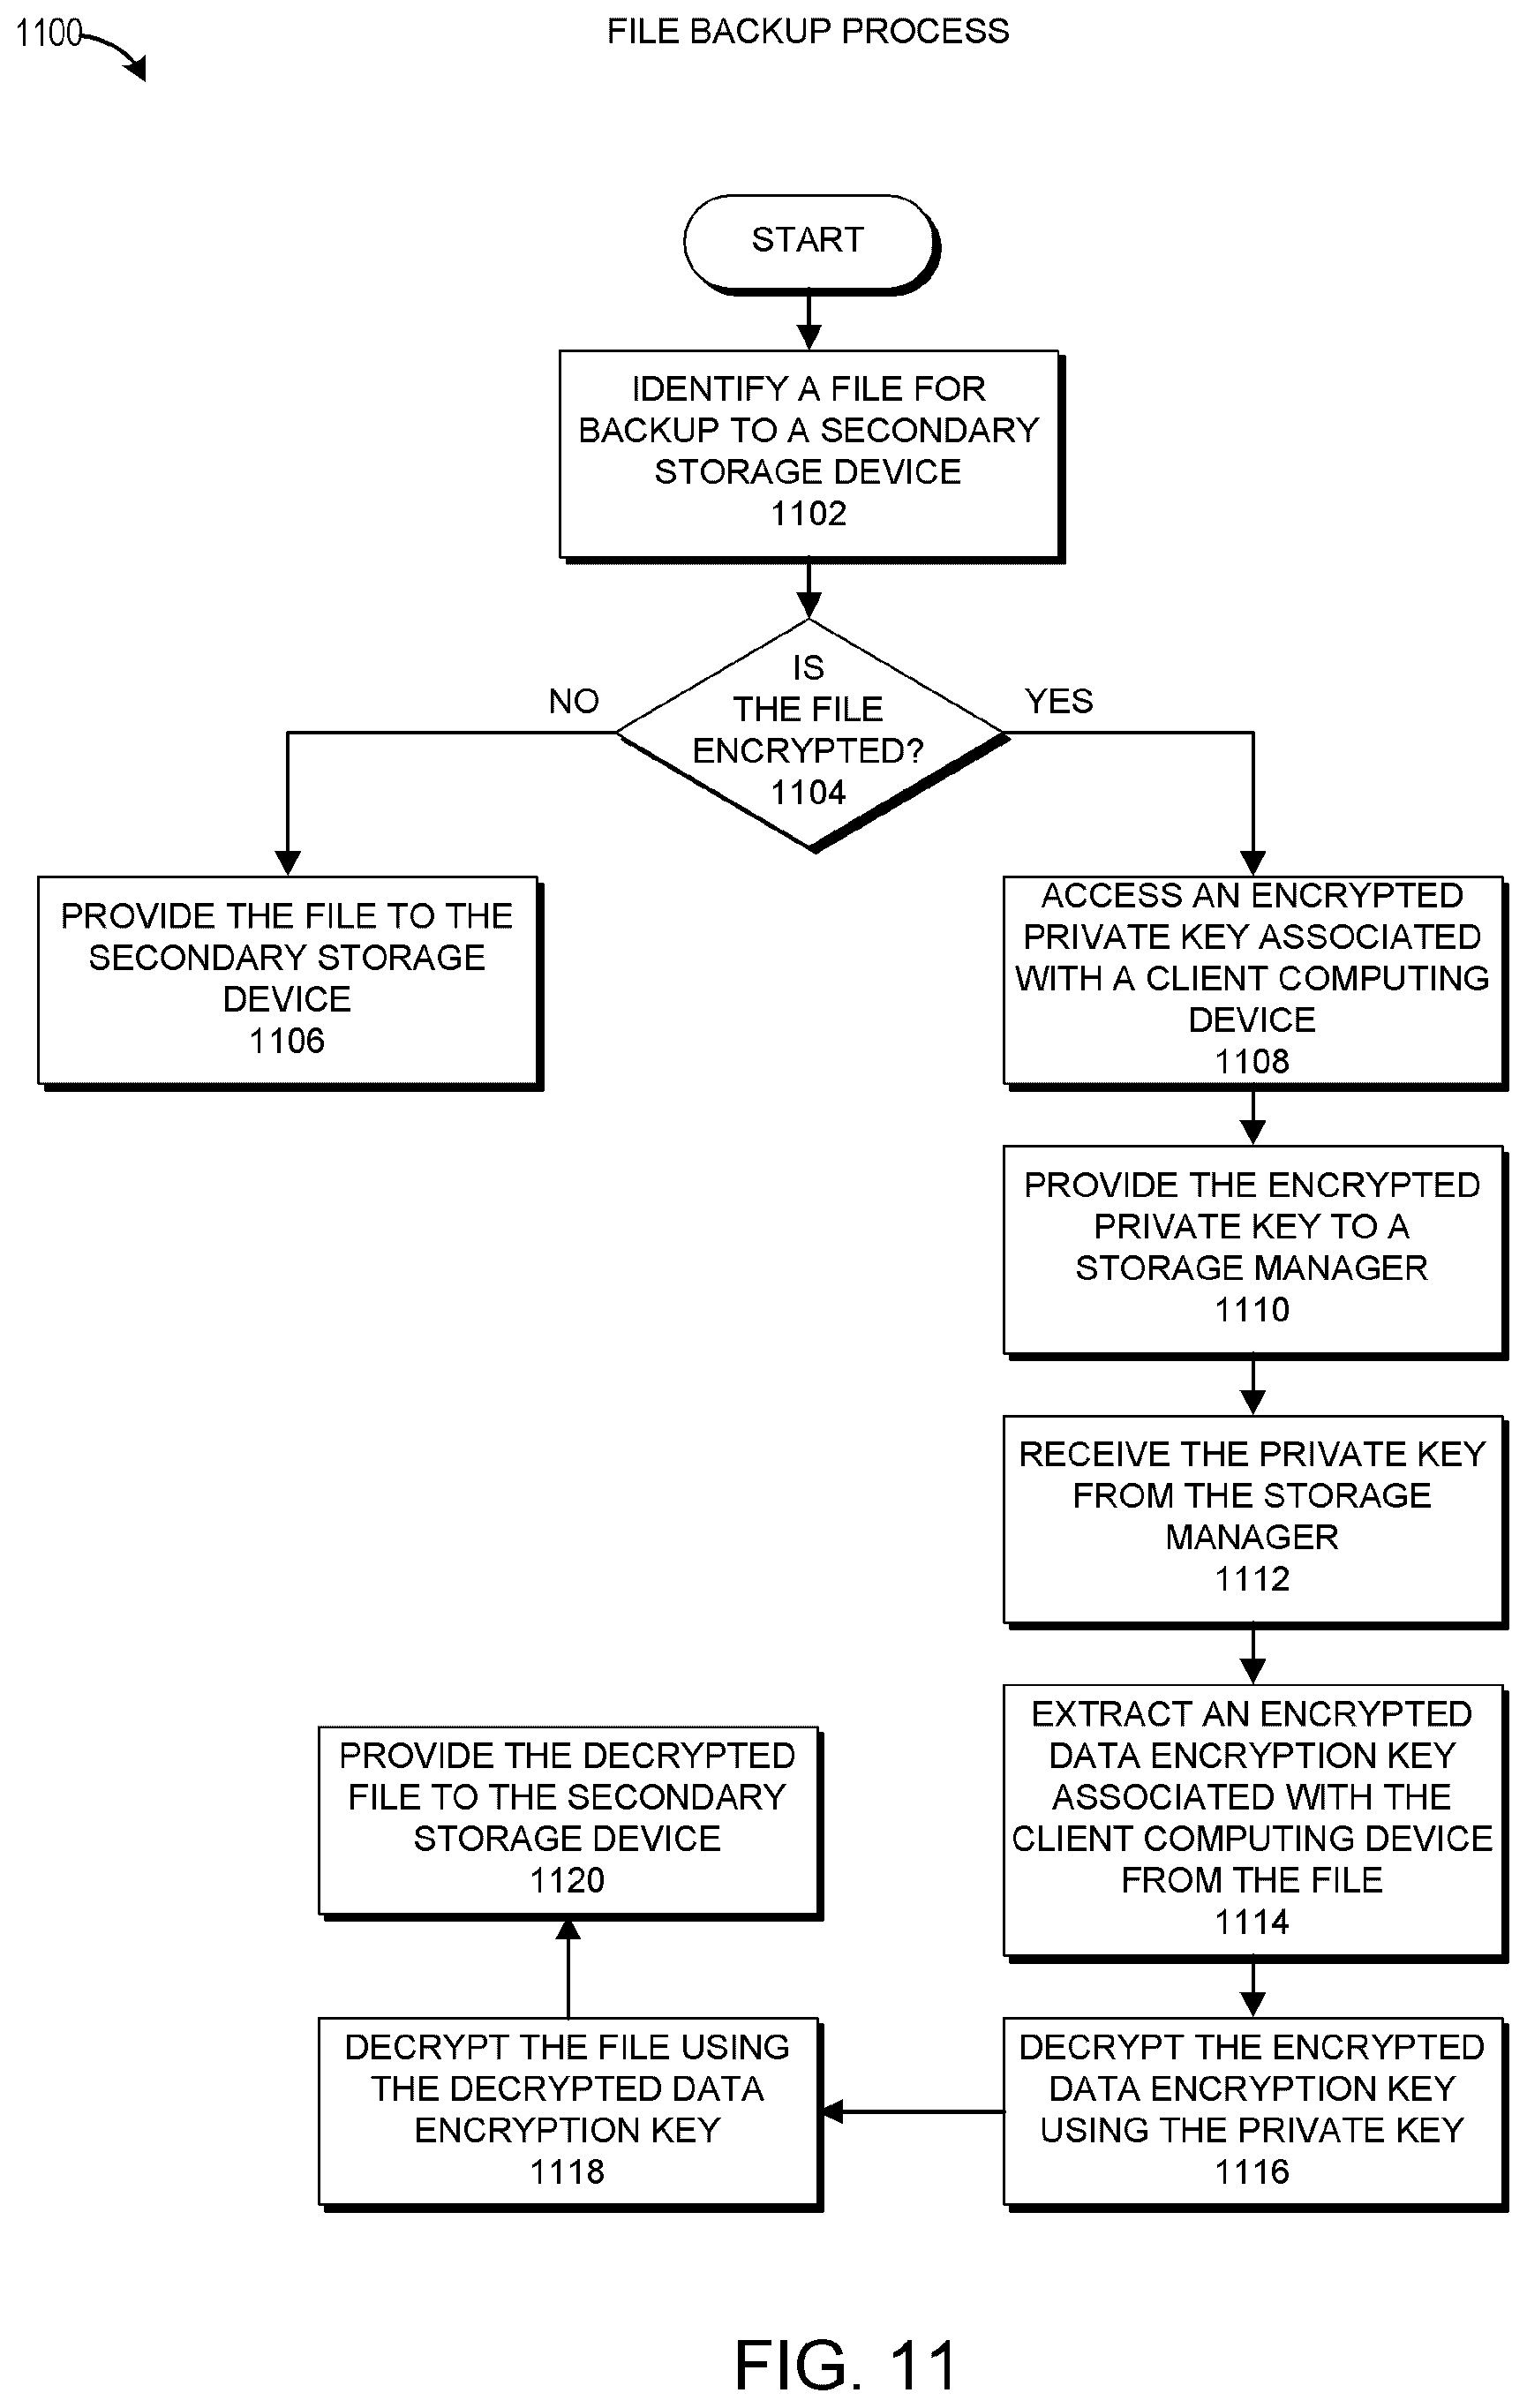 1100
FILE BACKUP PROCESS
START
IDENTIFY A FILE FOR
BACKUP TO A SECONDARY
STORAGE DEVICE
1102
IS
THE FILE
ENCRYPTED?
1104
NO
YES
PROVIDE THE FILE TO THE
SECONDARY STORAGE
DEVICE
1106
ACCESS AN ENCRYPTED
PRIVATE KEY ASSOCIATED
WITH A CLIENT COMPUTING
DEVICE
1108
PROVIDE THE ENCRYPTED
PRIVATE KEY TO A
STORAGE MANAGER
1110
RECEIVE THE PRIVATE KEY
FROM THE STORAGE
MANAGER
1112
EXTRACT AN ENCRYPTED
DATA ENCRYPTION KEY
ASSOCIATED WITH THE
CLIENT COMPUTING DEVICE
FROM THE FILE
1114
DECRYPT THE ENCRYPTED
DATA ENCRYPTION KEY
USING THE PRIVATE KEY
1116
DECRYPT THE FILE USING
THE DECRYPTED DATA
ENCRYPTION KEY
1118
PROVIDE THE DECRYPTED
FILE TO THE SECONDARY
STORAGE DEVICE
1120
FIG. 11